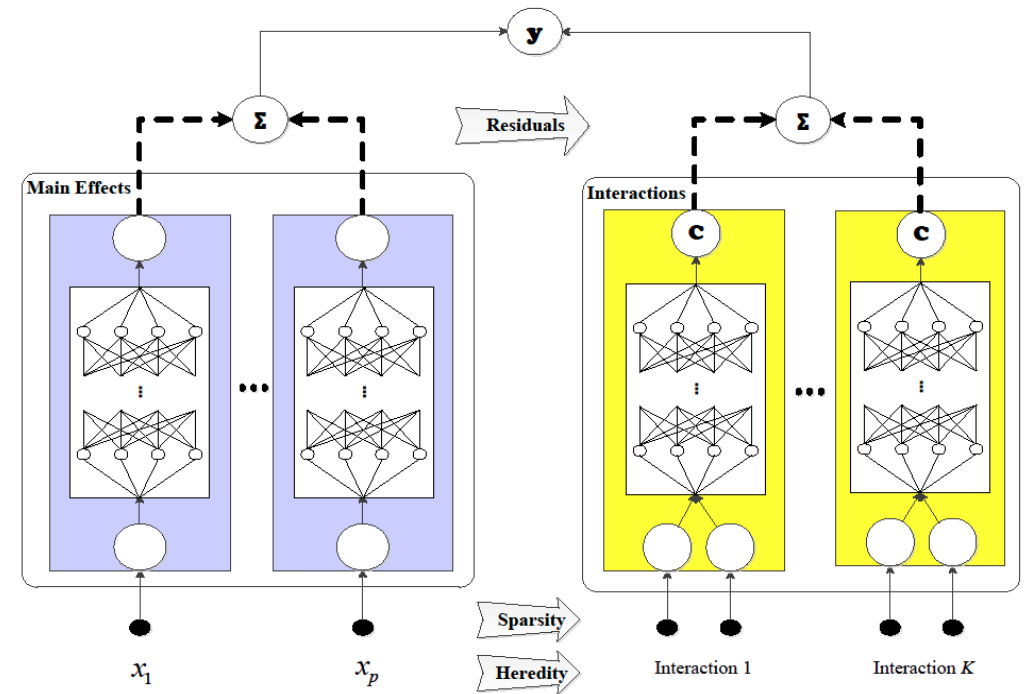 y
Σ
Residuals
Σ
Main Effects
Interactions
C
C
...
...
Sparsity
Heredity
x1
xp
Interaction 1
Interaction K